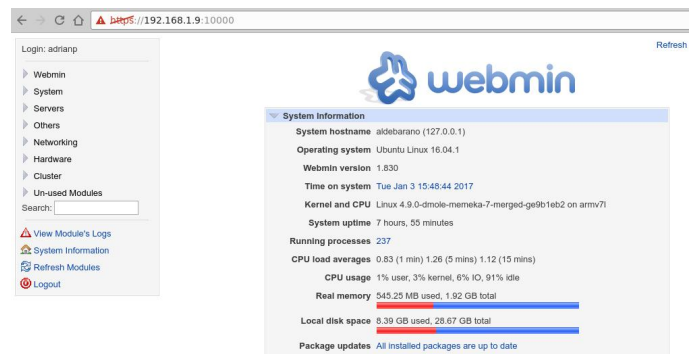 https://192.168.1.9:10000
Login: adrianp
Webmin
System
Servers
Others
Networking
Hardware
Cluster
Un-used Modules
Search:
View Module's Logs
System Information
Refresh Modules
Logout
Refresh
webmin
System Information
System hostname aldebarano (127.0.0.1)
Operating system Ubuntu Linux 16.04.1
Webmin version 1.830
Time on system Tue Jan 3 15:48:44 2017
Kernel and CPU Linux 4.9.0-dmole-memeka-7-merged-ge9b1eb2 on armv7l
System uptime 7 hours, 55 minutes
Running processes 237
CPU load averages 0.83 (1 min) 1.26 (5 mins) 1.12 (15 mins)
CPU usage 1% user, 3% kernel, 6% IO, 91% idle
Real memory 545.25 MB used, 1.92 GB total
Local disk space 8.39 GB used, 28.67 GB total
Package updates All installed packages are up to date